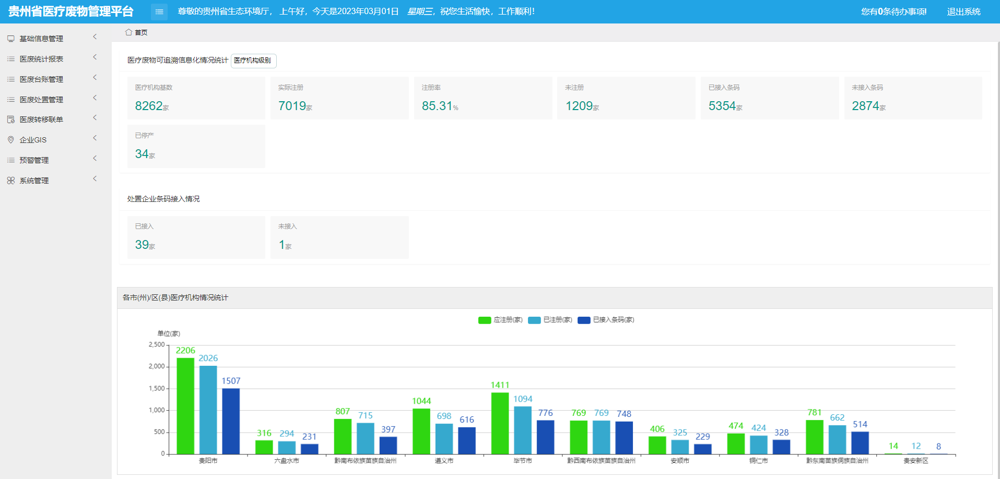 贵州省医疗废物管理平台
尊敬的贵州省生态环境厅， 上午好，今天是2023年03月01日 星期三，祝您生活愉快，工作顺利！
您有0条待办事项!
退出系统
首页
基础信息管理
医废统计报表
医废台账管理
医废处置管理
医废转移联单
企业GIS
预警管理
系统管理
医疗废物可追溯信息化情况统计 医疗机构级别
医疗机构基数
8262家
实际注册
7019家
注册率
85.31%
未注册
1209家
已接入条码
5354家
未接入条码
2874家
已停产
34家
处置企业条码接入情况
已接入
39家
未接入
1家
各市(州)/区(县)医疗机构情况统计
应注册(家) 已注册(家) 已接入条码(家)
单位(家)
2,500
2,000
1,500
1,000
500
0
2206 2026 1507
316 294 231
807 715 397
1044 698 616
1411 1094 776
769 769 748
406 325 229
474 424 328
781 662 514
14 12 8
贵阳市 六盘水市 黔南布依族苗族自治州 遵义市 毕节市 黔西南布依族苗族自治州 安顺市 铜仁市 黔东南苗族侗族自治州 贵安新区